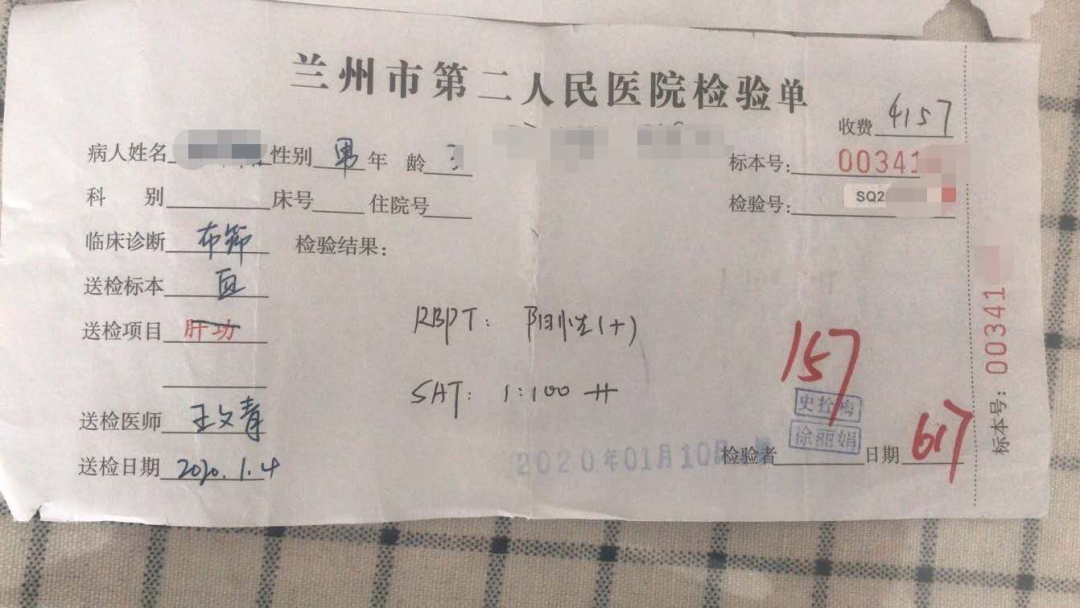 兰州市第二人民医院检验单
收费 4157
病人姓名 性别 男 年 龄
标本号: 00341
科 别 床号 住院号
检验号: SQ2
临床诊断 布筛 检验结果:
送检标本 血
送检项目 肝功
RBPT: 阳性(+)
SAT: 1:100 ++
157
送检医师 王文青
史拴梅
徐丽娟
送检日期 2020.1.4
2020年01月10日
检验者 日期 617
标本号: 00341